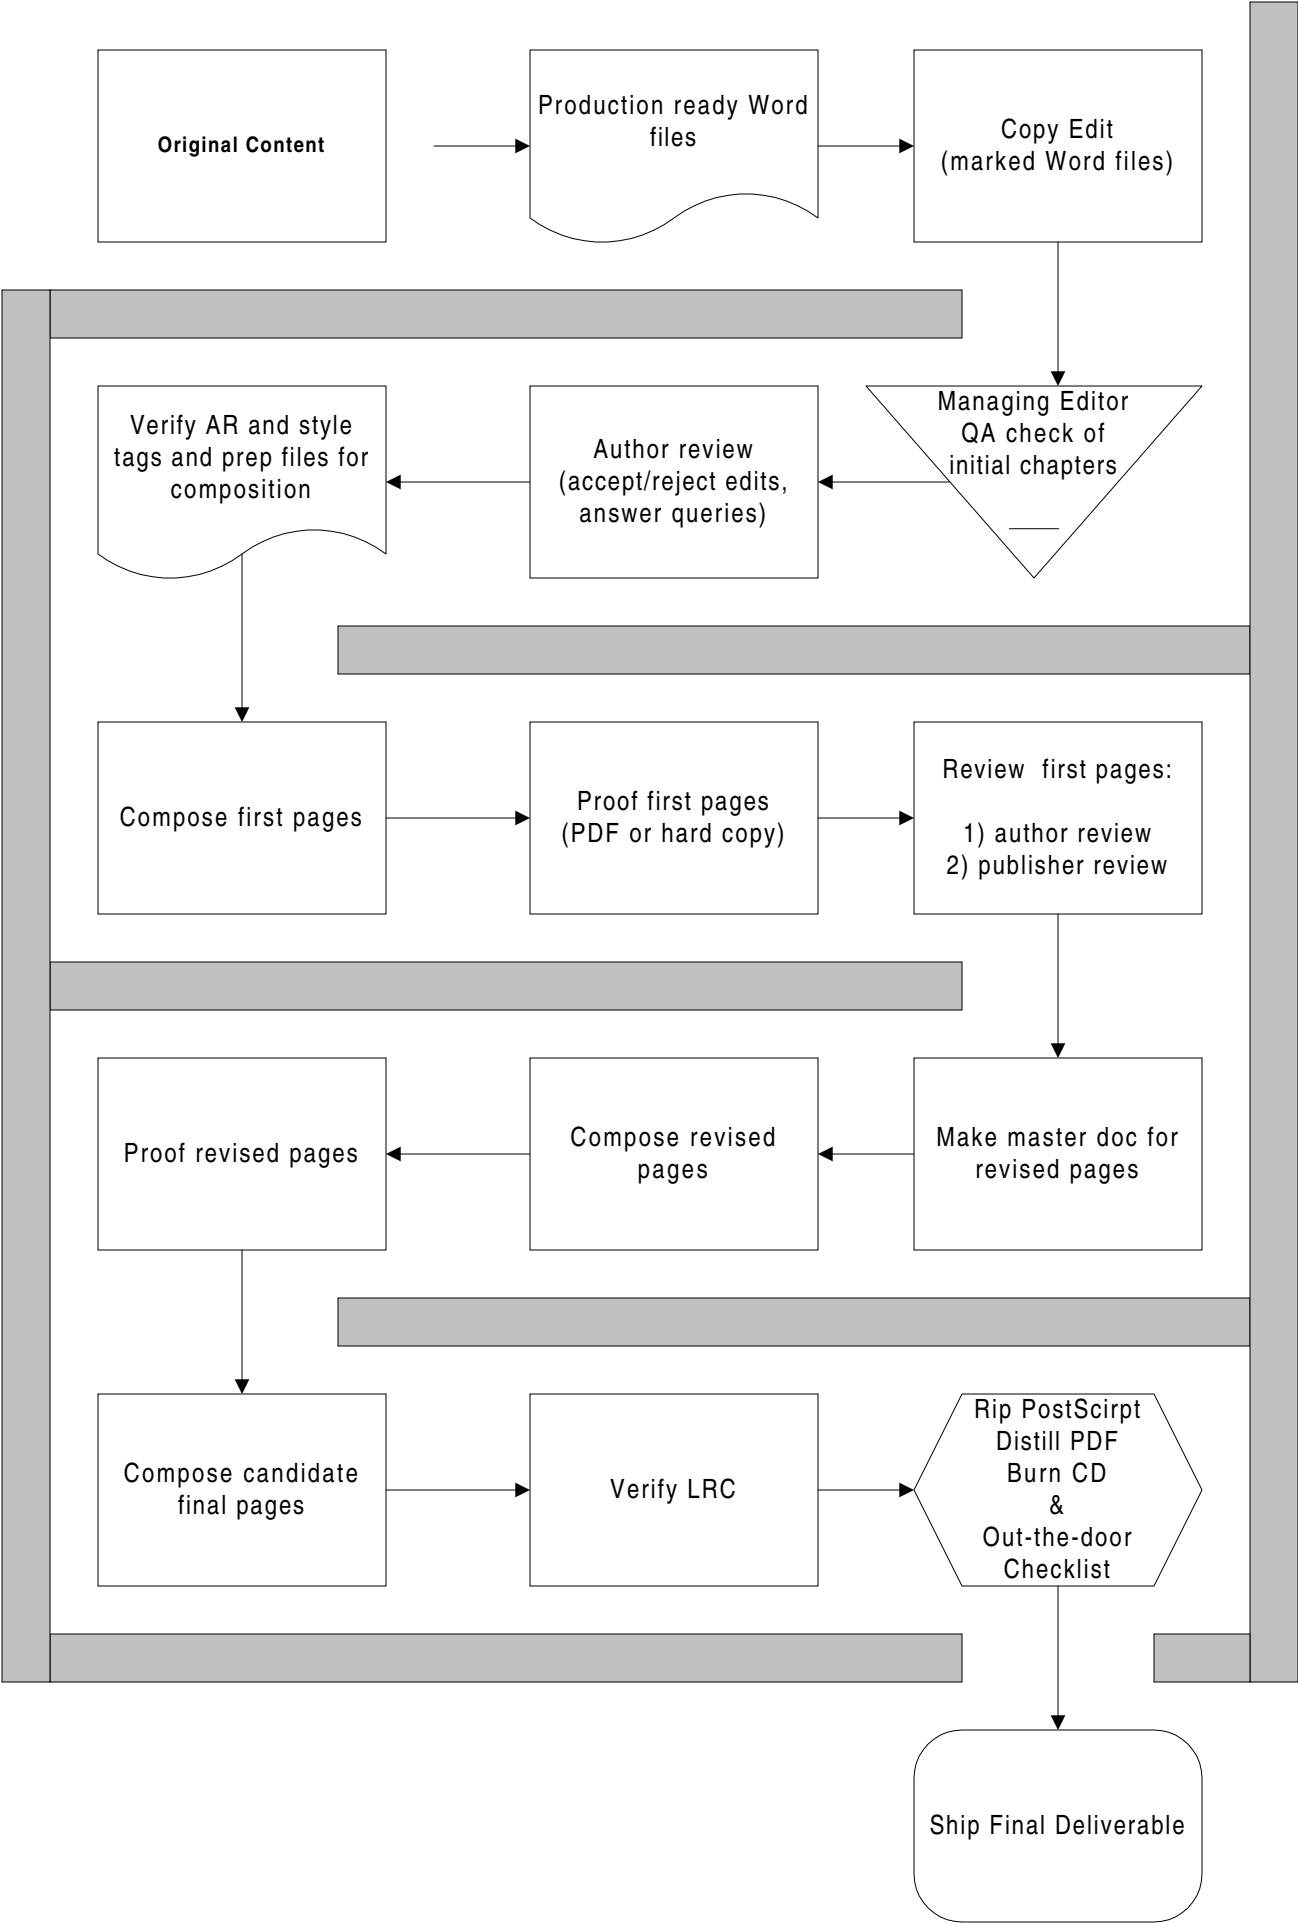 Original Content
Production ready Word
files
Copy Edit
(marked Word files)
Managing Editor
QA check of
initial chapters
Author review
(accept/reject edits,
answer queries)
Verify AR and style
tags and prep files for
composition
Compose first pages
Proof first pages
(PDF or hard copy)
Review first pages:
1) author review
2) publisher review
Make master doc for
revised pages
Compose revised
pages
Proof revised pages
Compose candidate
final pages
Verify LRC
Rip PostScirpt
Distill PDF
Burn CD
&
Out-the-door
Checklist
Ship Final Deliverable